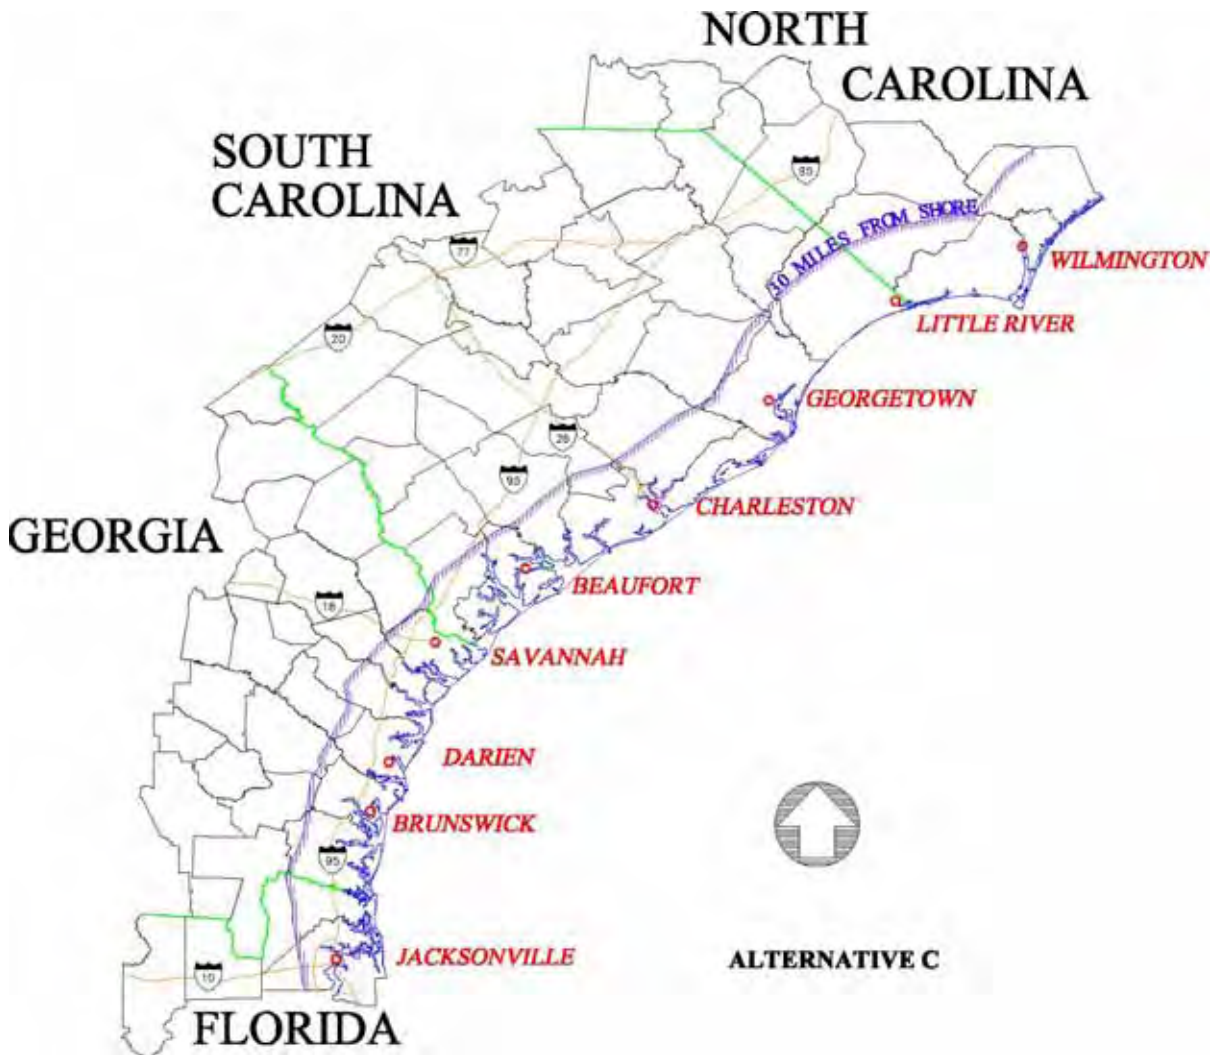 NORTH
CAROLINA
SOUTH
CAROLINA
95
77
30 MILES FROM SHORE
WILMINGTON
LITTLE RIVER
20
GEORGETOWN
26
95
CHARLESTON
GEORGIA
BEAUFORT
16
SAVANNAH
DARIEN
BRUNSWICK
95
JACKSONVILLE
ALTERNATIVE C
10
FLORIDA